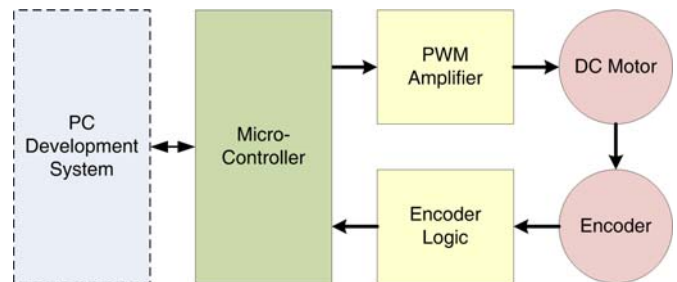 PC
Development
System
Micro-
Controller
PWM
Amplifier
DC Motor
Encoder
Logic
Encoder